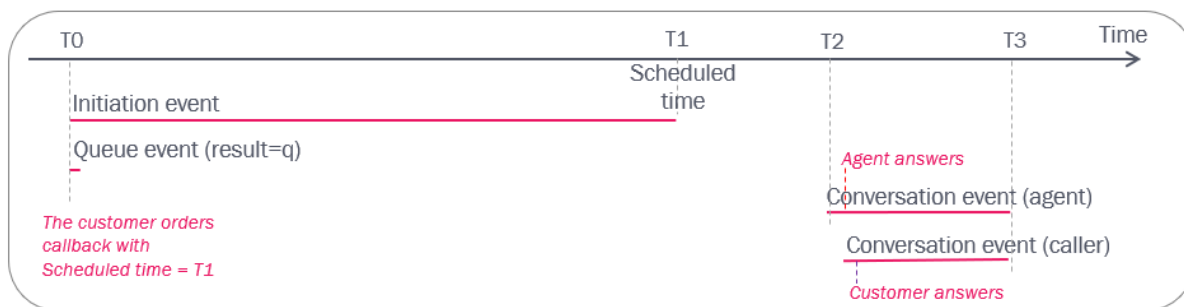 T0
T1
T2
T3
Time
Scheduled
time
Initiation event
Queue event (result=q)
Agent answers
Conversation event (agent)
The customer orders
callback with
Scheduled time = T1
Conversation event (caller)
Customer answers